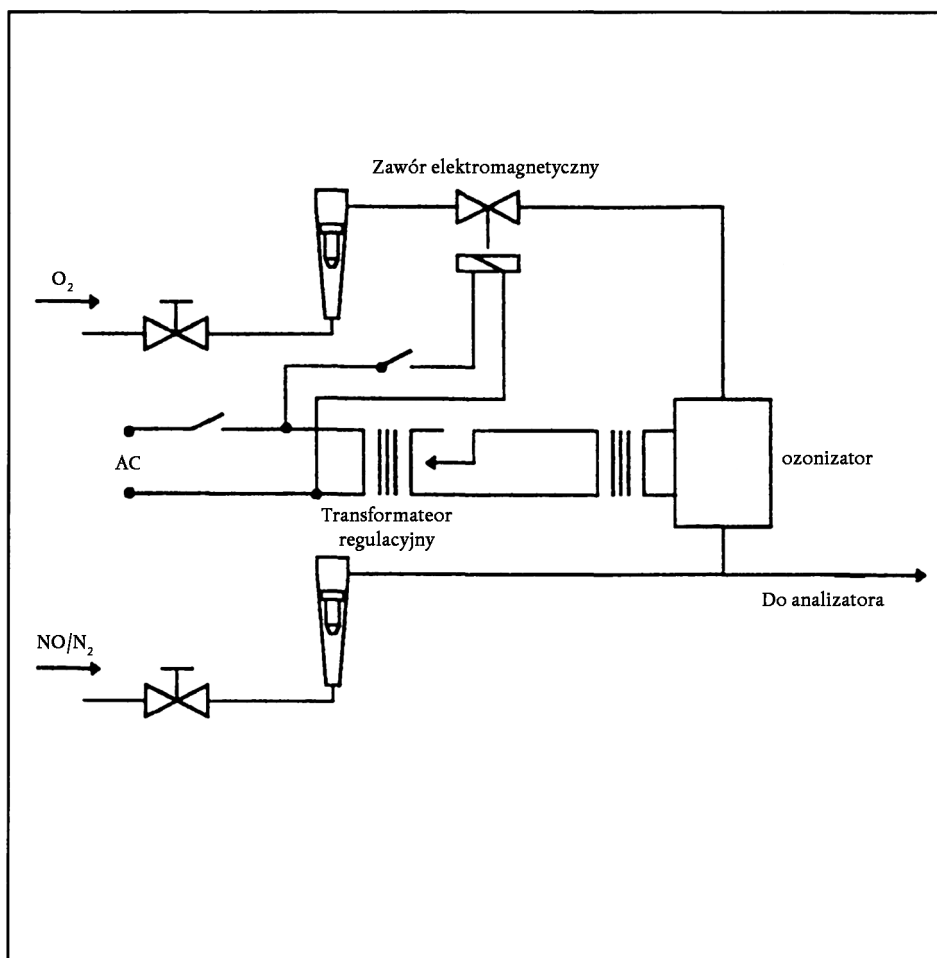 Zawór elektromagnetyczny
O₂
AC
ozonizator
Transformateor
regulacyjny
Do analizatora
NO/N₂